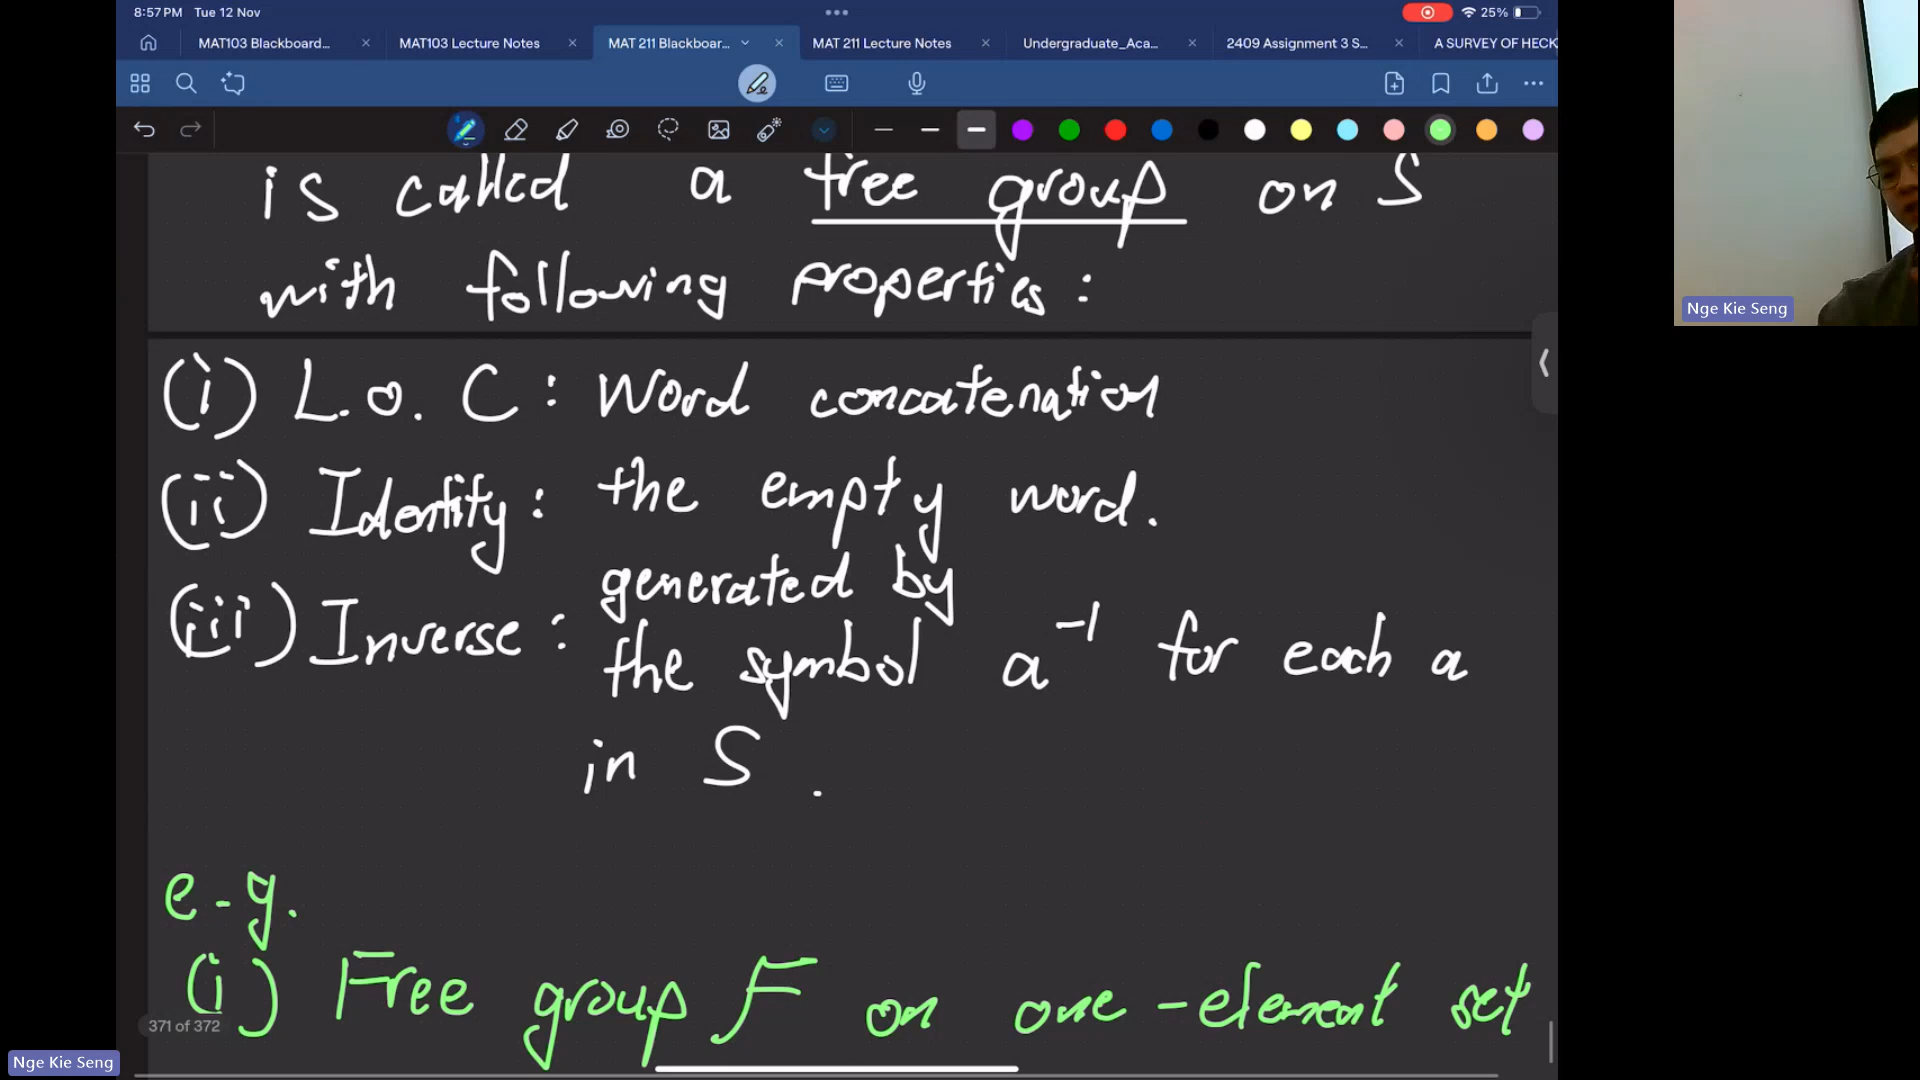 8:57 PM Tue 12 Nov
25%
MAT103 Blackboard...
MAT103 Lecture Notes
MAT 211 Blackboar...
MAT 211 Lecture Notes
Undergraduate_Aca...
2409 Assignment 3 S...
A SURVEY OF HECK
is called a free group on S
with following properties:
(i) L.o.C: Word concatenation
(ii) Identity: the empty word.
(iii) Inverse: generated by
the symbol a⁻¹ for each a
in S.
e.g.
(i) Free group F on one-element set
371 of 372
Nge Kie Seng
Nge Kie Seng